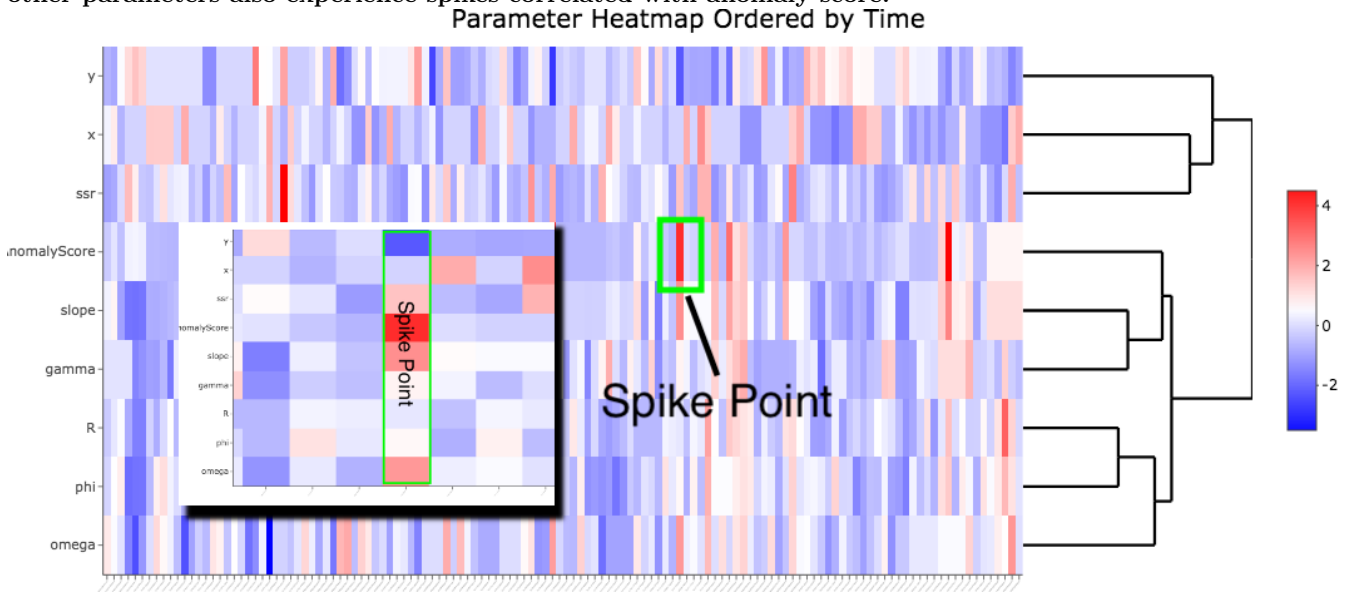 other parameters also experience spikes correlated with anomaly score.
Parameter Heatmap Ordered by Time
y
x
ssr
nomalyScore
slope
gamma
R
phi
omega
y
x
ssr
nomalyScore
slope
gamma
R
phi
omega
Spike Point
Spike Point
4
2
0
-2